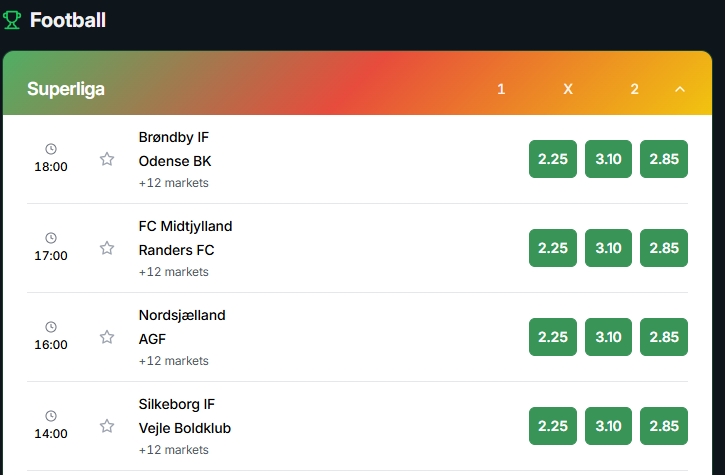 Football
Superliga 1 X 2
Brøndby IF
18:00
Odense BK
+12 markets
2.25 3.10 2.85
FC Midtjylland
17:00
Randers FC
+12 markets
2.25 3.10 2.85
Nordsjælland
16:00
AGF
+12 markets
2.25 3.10 2.85
Silkeborg IF
14:00
Vejle Boldklub
+12 markets
2.25 3.10 2.85